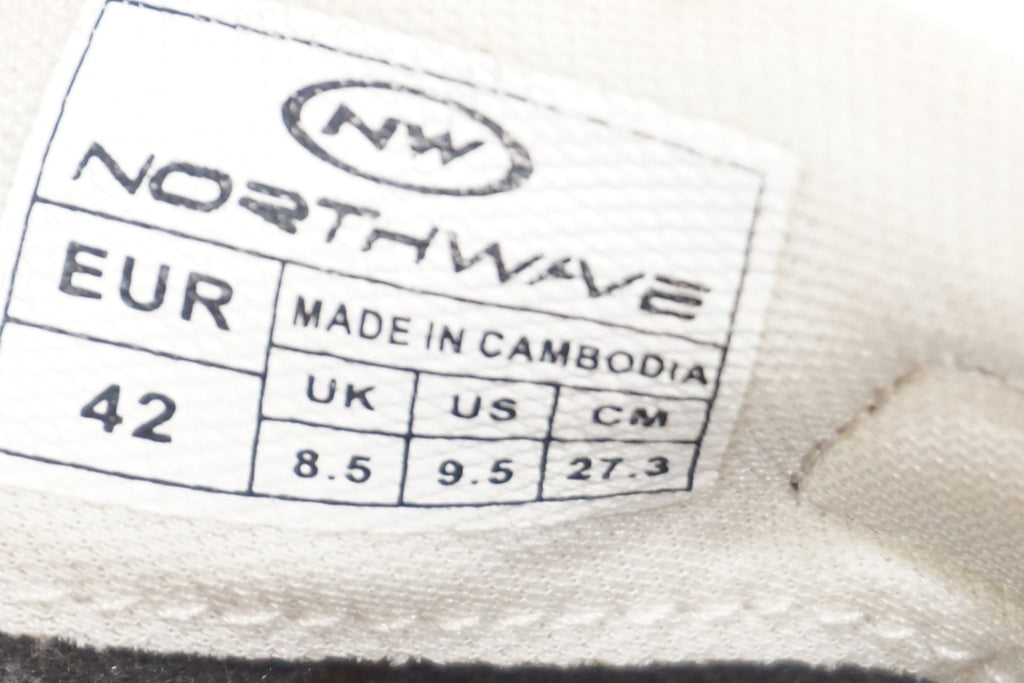 NW
NORTHWAVE
EUR
42
MADE IN CAMBODIA
UK US CM
8.5 9.5 27.3